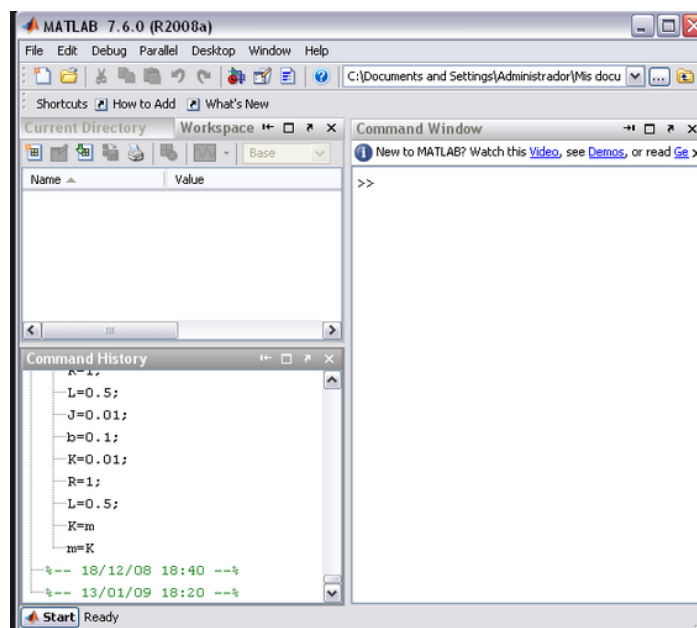 MATLAB 7.6.0 (R2008a)
File Edit Debug Parallel Desktop Window Help
C:\Documents and Settings\Administrador\Mis docu
Shortcuts How to Add What's New
Current Directory Workspace
Base
Name Value
Command History
R=1;
L=0.5;
J=0.01;
b=0.1;
K=0.01;
R=1;
L=0.5;
K=m
m=K
%-- 18/12/08 18:40 --%
%-- 13/01/09 18:20 --%
Command Window
New to MATLAB? Watch this Video, see Demos, or read Ge
>>
Start Ready